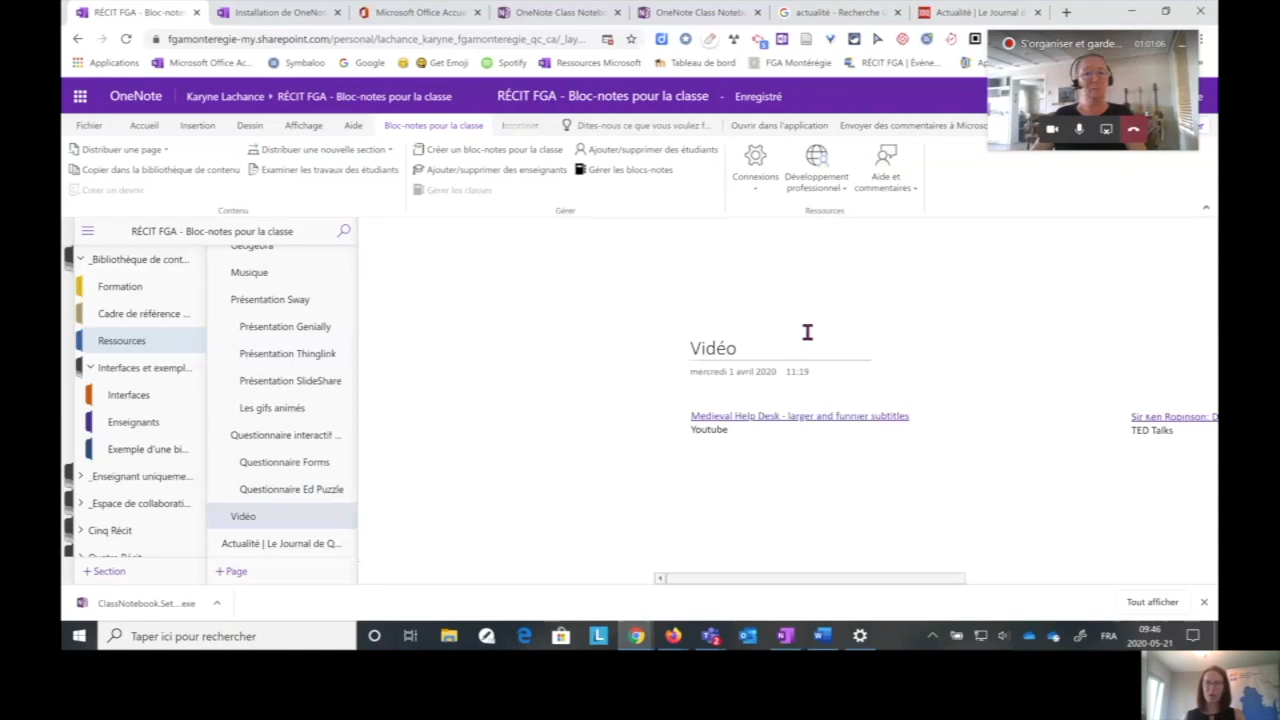 RÉCIT FGA - Bloc-notes
Installation de OneNo
Microsoft Office Accu
OneNote Class Noteb
OneNote Class Noteb
actualité - Recherche
Actualité | Le Journal d
fgamonteregie-my.sharepoint.com/personal/lachance_karyne_fgamonteregie_qc_ca/_lay...
Applications
Microsoft Office Ac...
Symbaloo
Google
Get Emoji
Spotify
Ressources Microsoft
Tableau de bord
FGA Montérégie
RÉCIT FGA | Évène...
S'organiser et garde...
01:01:06
OneNote
Karyne Lachance
RÉCIT FGA - Bloc-notes pour la classe
RÉCIT FGA - Bloc-notes pour la classe - Enregistré
Fichier
Accueil
Insertion
Dessin
Affichage
Aide
Bloc-notes pour la classe
Imprimer
Dites-nous ce que vous voulez f...
Ouvrir dans l'application
Envoyer des commentaires à Microso
Distribuer une page
Distribuer une nouvelle section
Créer un bloc-notes pour la classe
Ajouter/supprimer des étudiants
Copier dans la bibliothèque de contenu
Examiner les travaux des étudiants
Ajouter/supprimer des enseignants
Gérer les blocs-notes
Créer un devoir
Gérer les classes
Connexions
Développement
professionnel
Aide et
commentaires
Contenu
Gérer
Ressources
RÉCIT FGA - Bloc-notes pour la classe
_Bibliothèque de cont...
Formation
Cadre de référence ...
Ressources
Interfaces et exempl...
Interfaces
Enseignants
Exemple d'une bi...
_Enseignant uniqueme...
_Espace de collaborati...
Cinq Récit
Quatre Récit
+ Section
Géogebra
Musique
Présentation Sway
Présentation Genially
Présentation Thinglink
Présentation SlideShare
Les gifs animés
Questionnaire interactif ...
Questionnaire Forms
Questionnaire Ed Puzzle
Vidéo
Actualité | Le Journal de Q...
+ Page
Vidéo
mercredi 1 avril 2020 11:19
Medieval Help Desk - larger and funnier subtitles
Youtube
Sir Ken Robinson: D
TED Talks
ClassNotebook.Set....exe
Tout afficher
Taper ici pour rechercher
FRA
09:46
2020-05-21